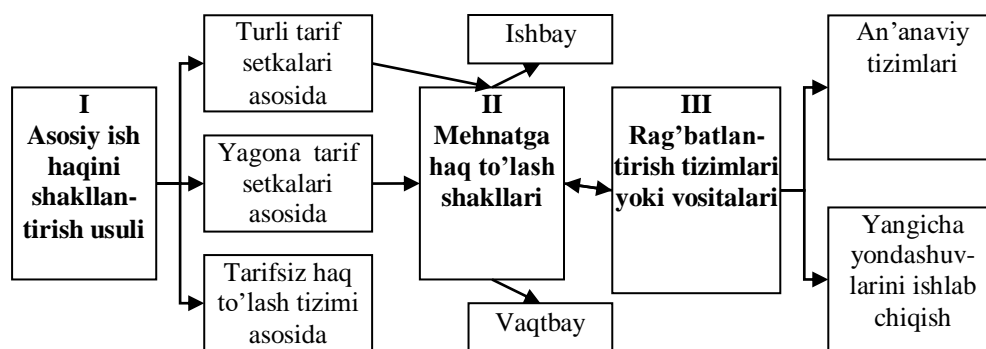 I
Asosiy ish
haqini
shakllan-
tirish usuli
Turli tarif
setkalari
asosida
Yagona tarif
setkalari
asosida
Tarifsiz haq
to’lash tizimi
asosida
Ishbay
II
Mehnatga
haq to’lash
shakllari
Vaqtbay
III
Rag’batlan-
tirish tizimlari
yoki vositalari
An’anaviy
tizimlari
Yangicha
yondashuv-
larini ishlab
chiqish